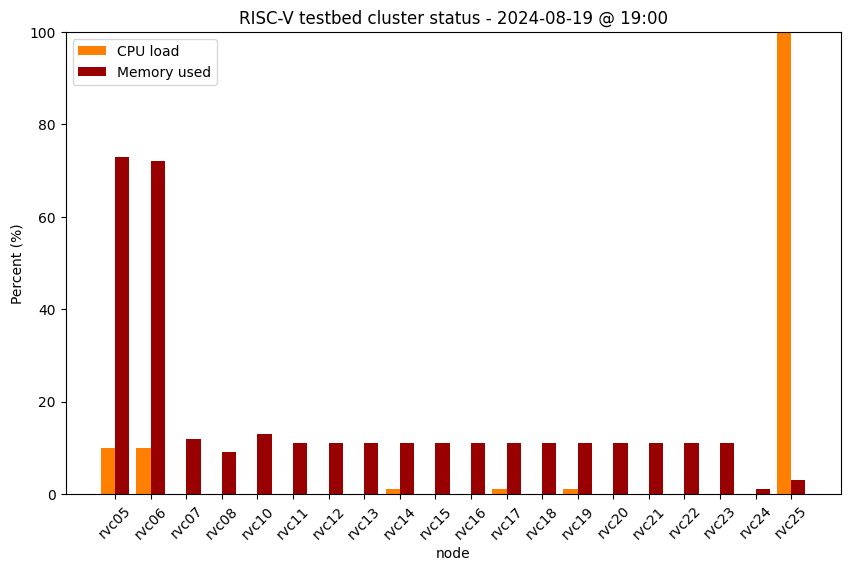 RISC-V testbed cluster status - 2024-08-19 @ 19:00
CPU load
Memory used
Percent (%)
100
80
60
40
20
0
rvc05
rvc06
rvc07
rvc08
rvc10
rvc11
rvc12
rvc13
rvc14
rvc15
rvc16
rvc17
rvc18
rvc19
rvc20
rvc21
rvc22
rvc23
rvc24
rvc25
node